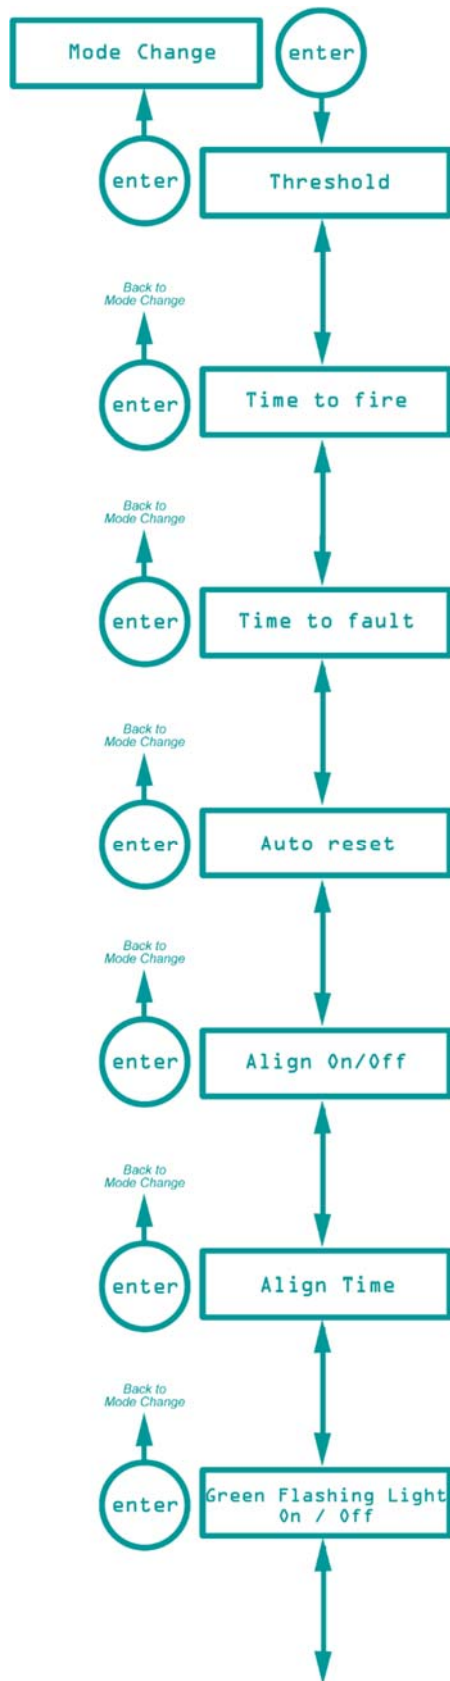 Mode Change
enter
enter
Threshold
Back to
Mode Change
enter
Time to fire
Back to
Mode Change
enter
Time to fault
Back to
Mode Change
enter
Auto reset
Back to
Mode Change
enter
Align On/Off
Back to
Mode Change
enter
Align Time
Back to
Mode Change
enter
Green Flashing Light
On / Off